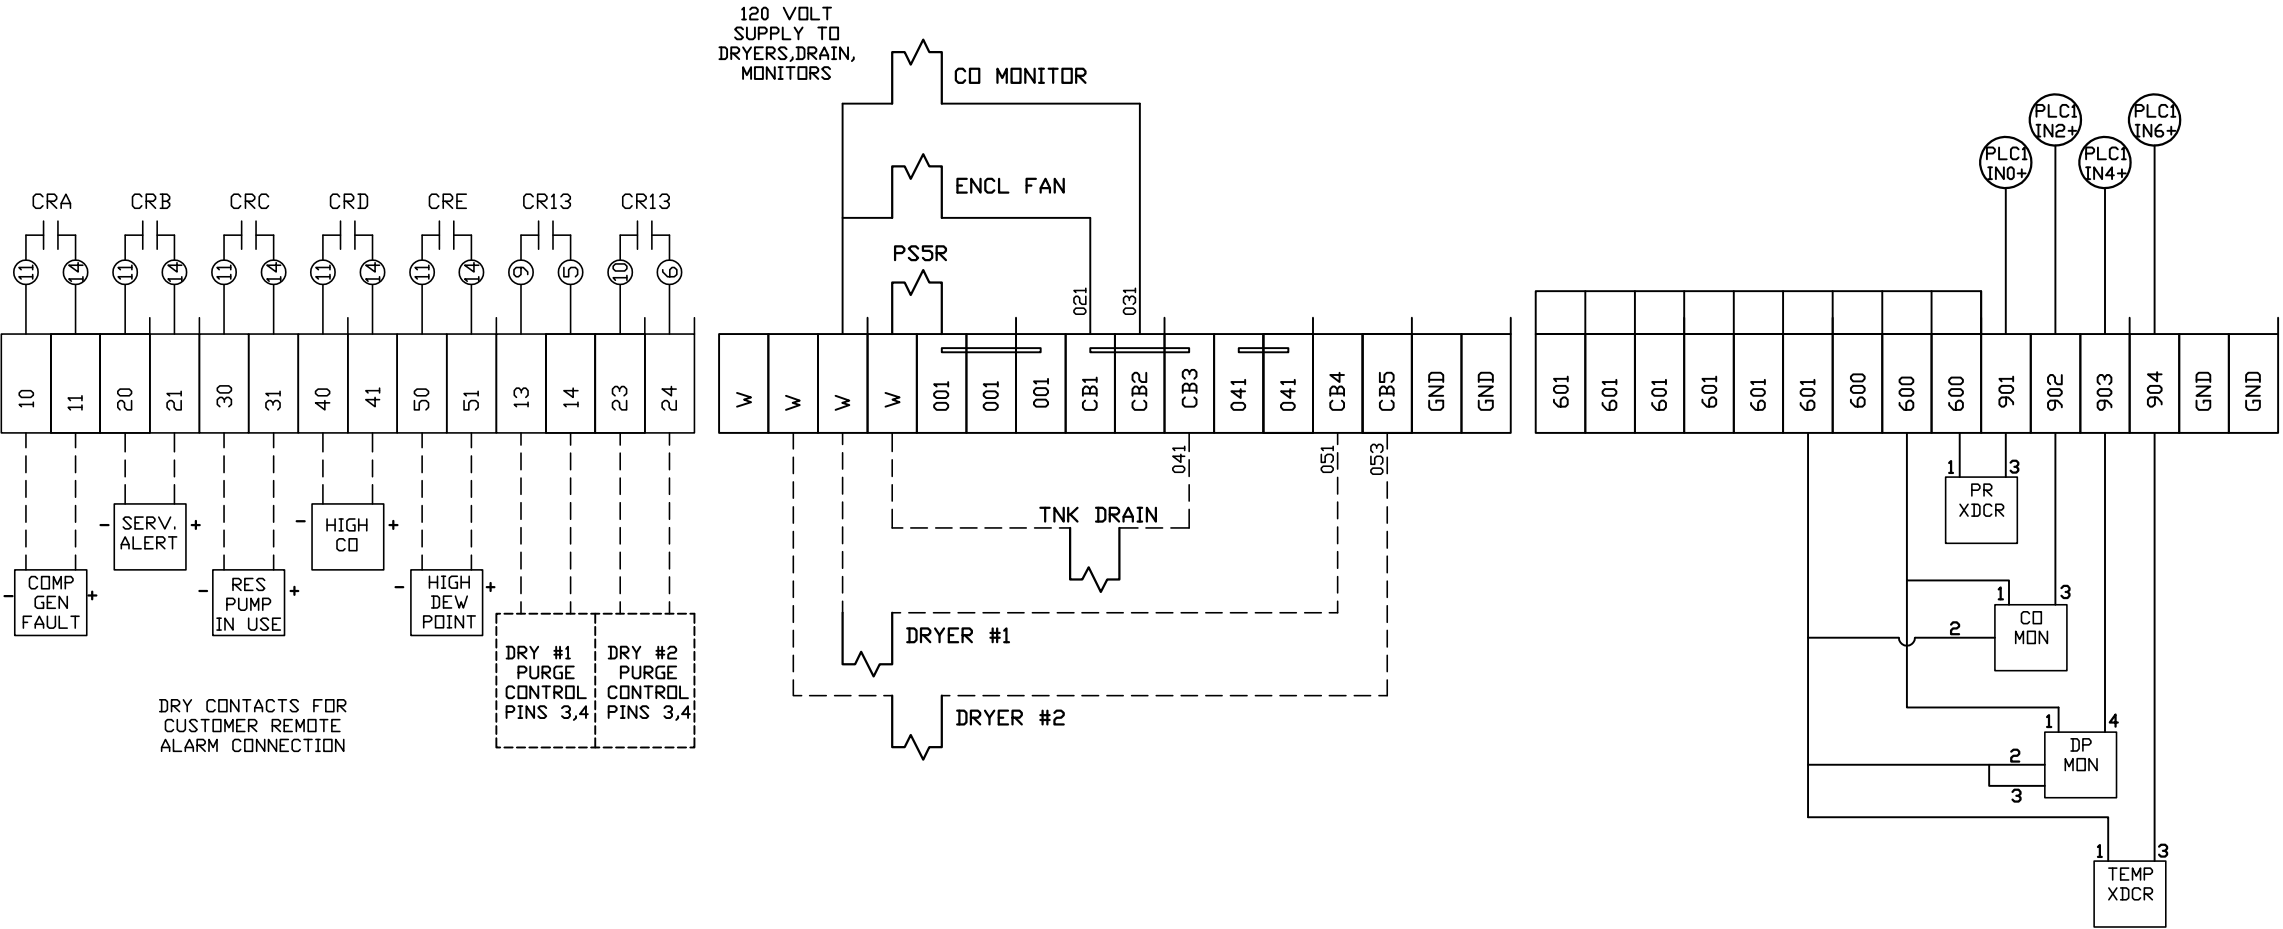 120 VOLT
SUPPLY TO
DRYERS,DRAIN,
MONITORS
CO MONITOR
ENCL FAN
PS5R
021
031
PLC1
IN0+
PLC1
IN2+
PLC1
IN4+
PLC1
IN6+
CRA
CRB
CRC
CRD
CRE
CR13
CR13
11
14
11
14
11
14
11
14
11
14
9
5
10
6
10
11
20
21
30
31
40
41
50
51
13
14
23
24
W
W
W
W
001
001
001
CB1
CB2
CB3
041
041
CB4
CB5
GND
GND
601
601
601
601
601
601
600
600
600
901
902
903
904
GND
GND
- COMP +
GEN
FAULT
- SERV. +
ALERT
- RES +
PUMP
IN USE
- HIGH +
CO
- HIGH +
DEW
POINT
DRY #1
PURGE
CONTROL
PINS 3,4
DRY #2
PURGE
CONTROL
PINS 3,4
DRY CONTACTS FOR
CUSTOMER REMOTE
ALARM CONNECTION
041
051
053
TNK DRAIN
DRYER #1
DRYER #2
1 3
PR
XDCR
1 3
2
CO
MON
1 4
2
3
DP
MON
1 3
TEMP
XDCR